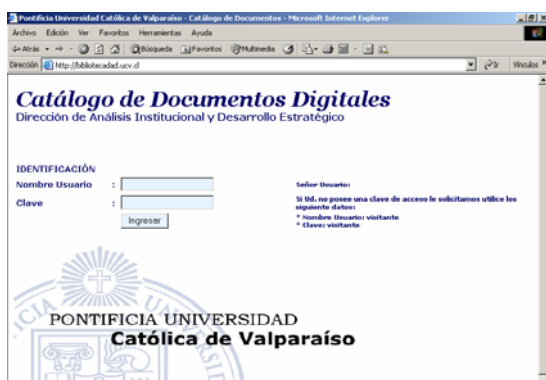 Pontificia Universidad Católica de Valparaíso - Catálogo de Documentos - Microsoft Internet Explorer
Archivo Edición Ver Favoritos Herramientas Ayuda
Atrás Búsqueda Favoritos Multimedia
Dirección http://bibliotecadad.ucv.cl Ir Vínculos
Catálogo de Documentos Digitales
Dirección de Análisis Institucional y Desarrollo Estratégico
IDENTIFICACIÓN
Nombre Usuario :
Señor Usuario:
Clave :
Si Ud. no posee una clave de acceso le solicitamos utilice los
siguiente datos:
* Nombre Usuario: visitante
* Clave: visitante
Ingresar
PONTIFICIA UNIVERSIDAD
Católica de Valparaíso